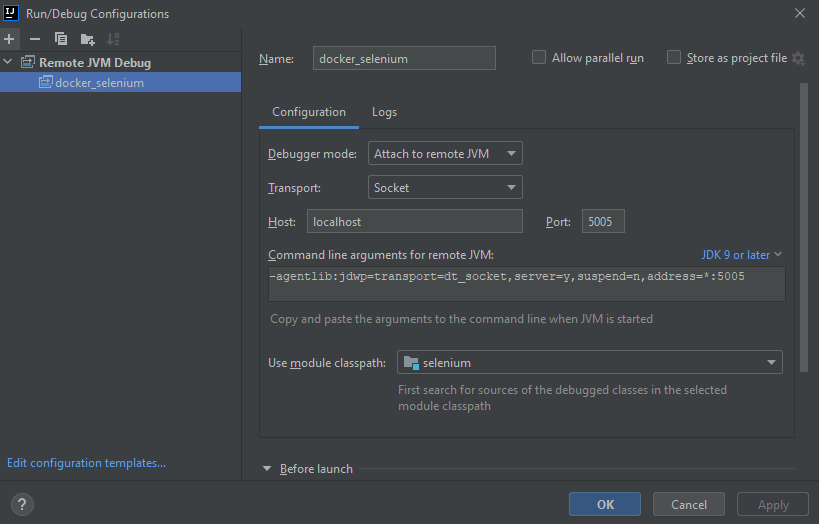 Run/Debug Configurations
Remote JVM Debug
docker_selenium
Name: docker_selenium Allow parallel run Store as project file
Configuration Logs
Debugger mode: Attach to remote JVM
Transport: Socket
Host: localhost Port: 5005
Command line arguments for remote JVM: JDK 9 or later
-agentlib:jdwp=transport=dt_socket,server=y,suspend=n,address=*:5005
Copy and paste the arguments to the command line when JVM is started
Use module classpath: selenium
First search for sources of the debugged classes in the selected
module classpath
Edit configuration templates...
Before launch
? OK Cancel Apply